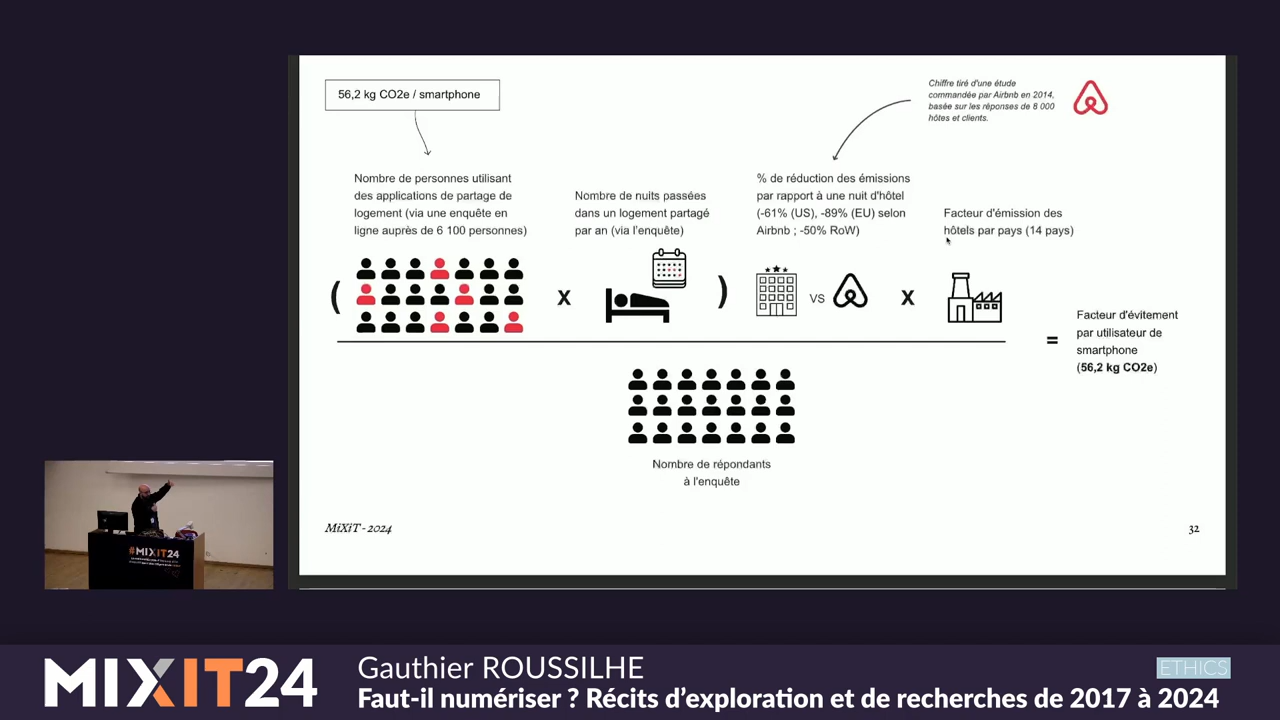 56,2 kg CO2e / smartphone
Chiffre tiré d'une étude
commandée par Airbnb en 2014,
basée sur les réponses de 8 000
hôtes et clients.
Nombre de personnes utilisant
des applications de partage de
logement (via une enquête en
ligne auprès de 6 100 personnes)
Nombre de nuits passées
dans un logement partagé
par an (via l'enquête)
% de réduction des émissions
par rapport à une nuit d'hôtel
(-61% (US), -89% (EU) selon
Airbnb ; -50% RoW)
Facteur d'émission des
hôtels par pays (14 pays)
( X ) VS X
=
Facteur d'évitement
par utilisateur de
smartphone
(56,2 kg CO2e)
Nombre de répondants
à l'enquête
MiXiT - 2024
32
#MIXIT24
MIXIT24
Gauthier ROUSSILHE
ETHICS
Faut-il numériser ? Récits d'exploration et de recherches de 2017 à 2024